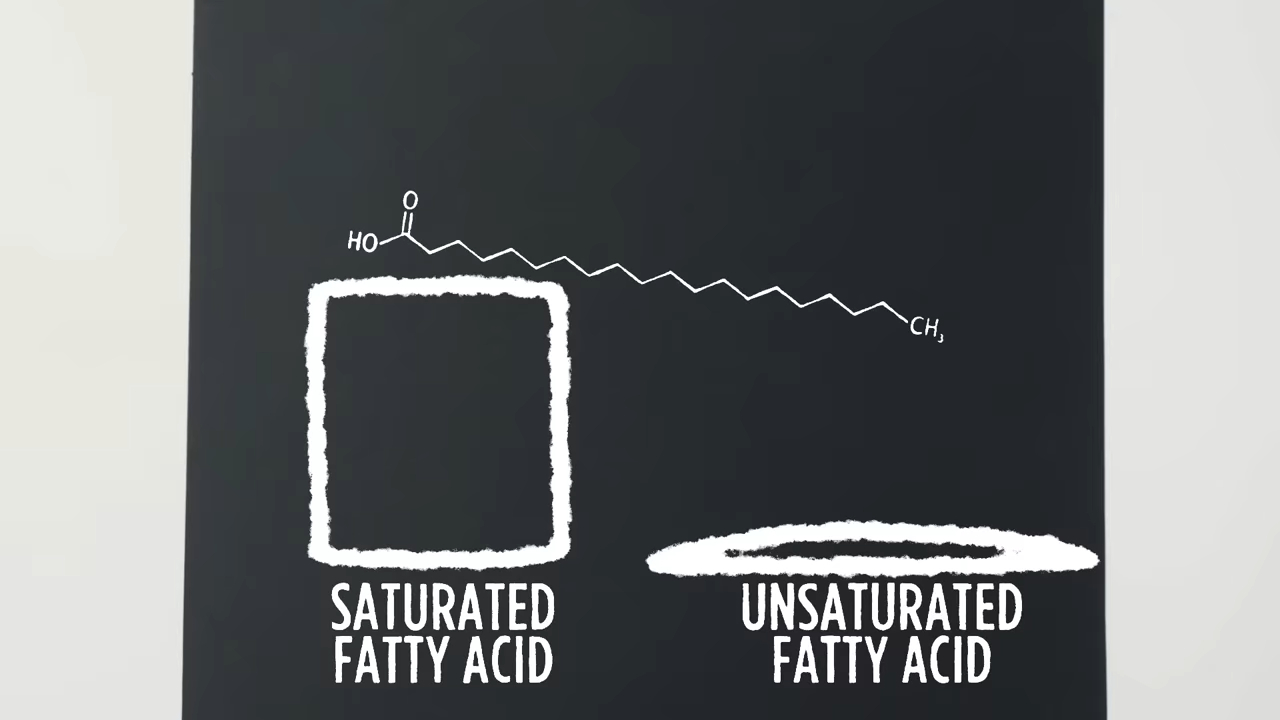 O
HO
CH₃
SATURATED
FATTY ACID
UNSATURATED
FATTY ACID